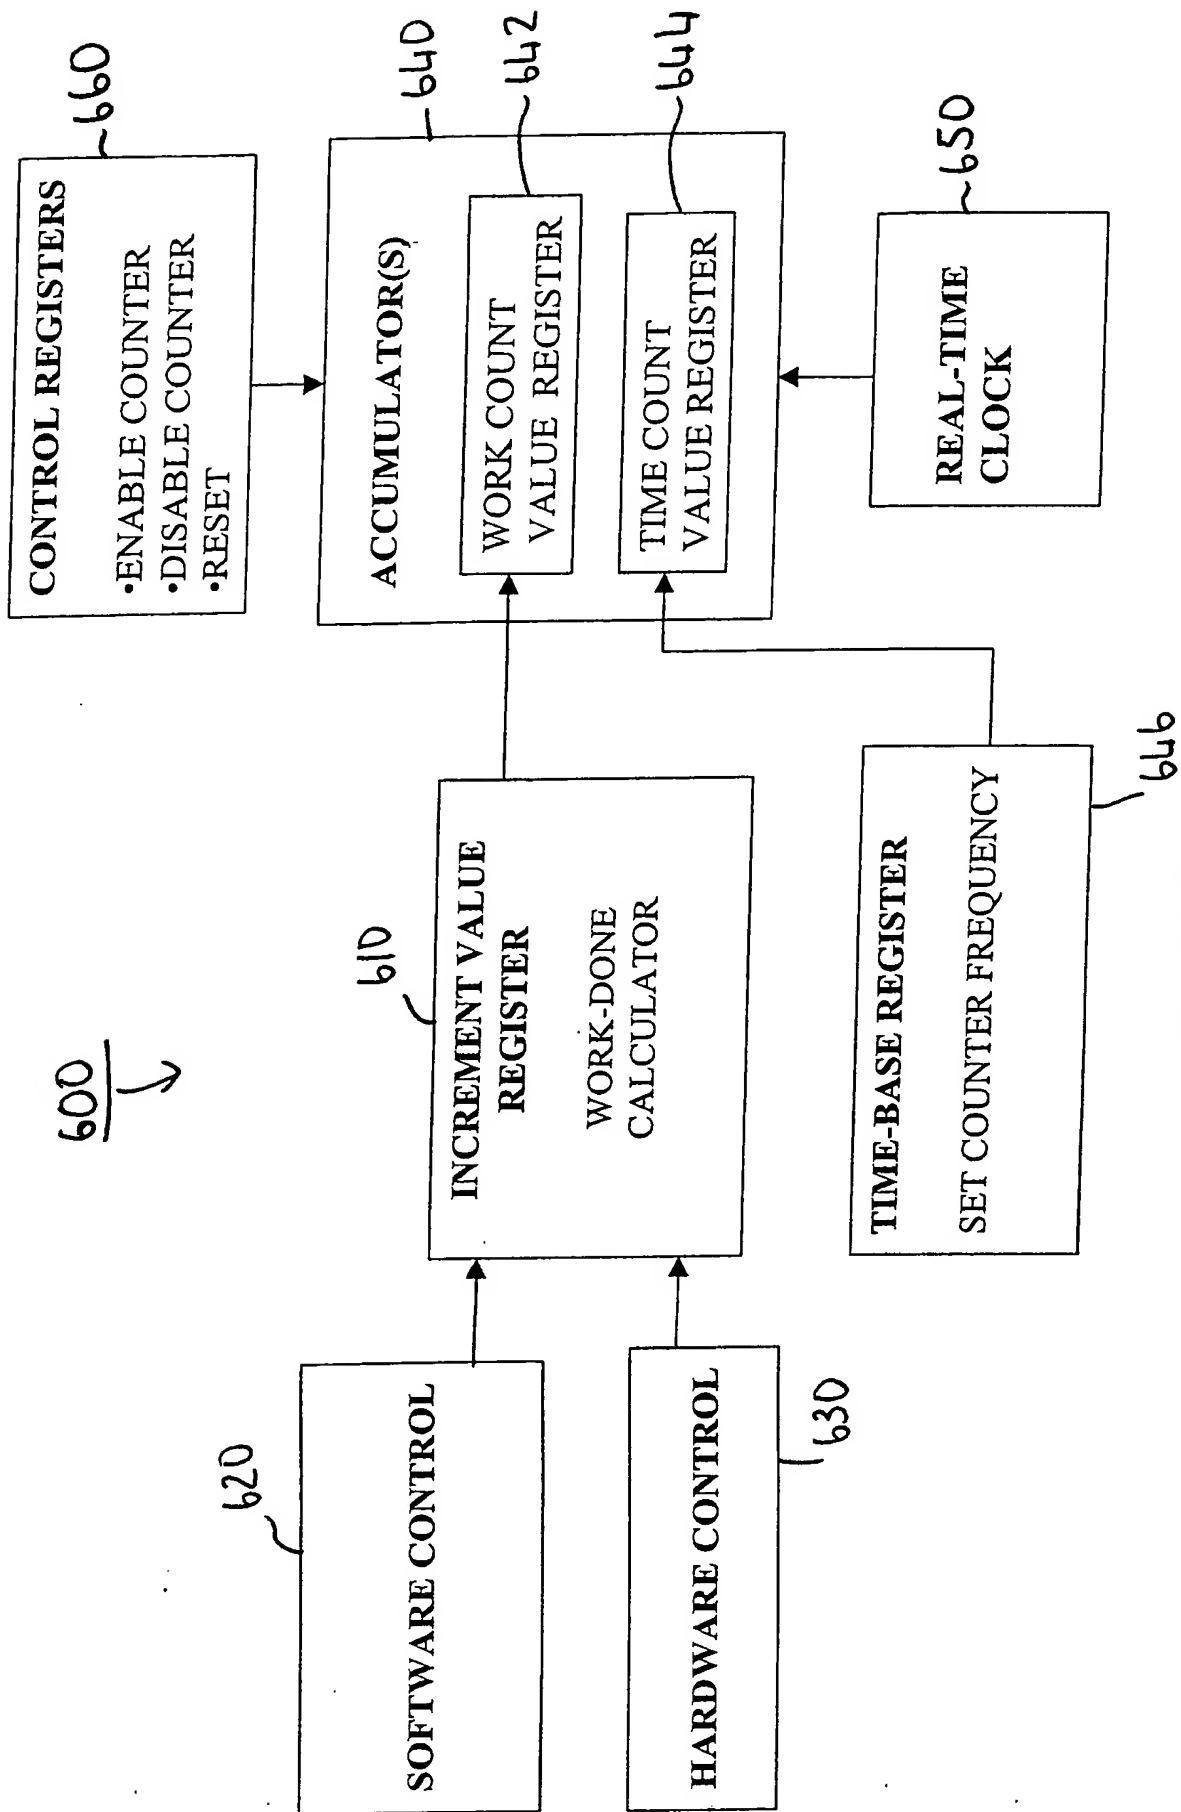 600
660
CONTROL REGISTERS
•ENABLE COUNTER
•DISABLE COUNTER
•RESET
640
ACCUMULATOR(S)
642
WORK COUNT
VALUE REGISTER
644
TIME COUNT
VALUE REGISTER
650
REAL-TIME
CLOCK
610
INCREMENT VALUE
REGISTER
WORK-DONE
CALCULATOR
646
TIME-BASE REGISTER
SET COUNTER FREQUENCY
620
SOFTWARE CONTROL
630
HARDWARE CONTROL